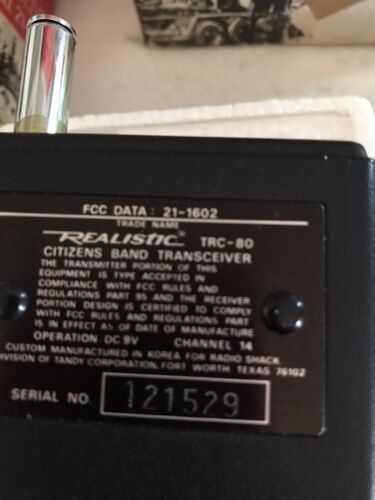 FCC DATA: 21-1602
TRADE NAME
REALISTIC TRC-80
CITIZENS BAND TRANSCEIVER
THE TRANSMITTER PORTION OF THIS
EQUIPMENT IS TYPE ACCEPTED IN
COMPLIANCE WITH FCC RULES AND
REGULATIONS PART 95 AND THE RECEIVER
PORTION DESIGN IS CERTIFIED TO COMPLY
WITH FCC RULES AND REGULATIONS PART
IS IN EFFECT AS OF DATE OF MANUFACTURE
OPERATION DC 9V CHANNEL 14
CUSTOM MANUFACTURED IN KOREA FOR RADIO SHACK
DIVISION OF TANDY CORPORATION, FORT WORTH TEXAS 76102
SERIAL NO. 121529